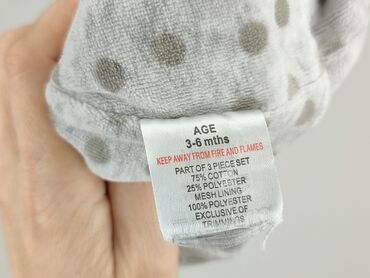 AGE
3-6 mths
KEEP AWAY FROM FIRE AND FLAMES
PART OF 3 PIECE SET
75% COTTON
25% POLYESTER
MESH LINING
100% POLYESTER
EXCLUSIVE OF
TRIMMINGS